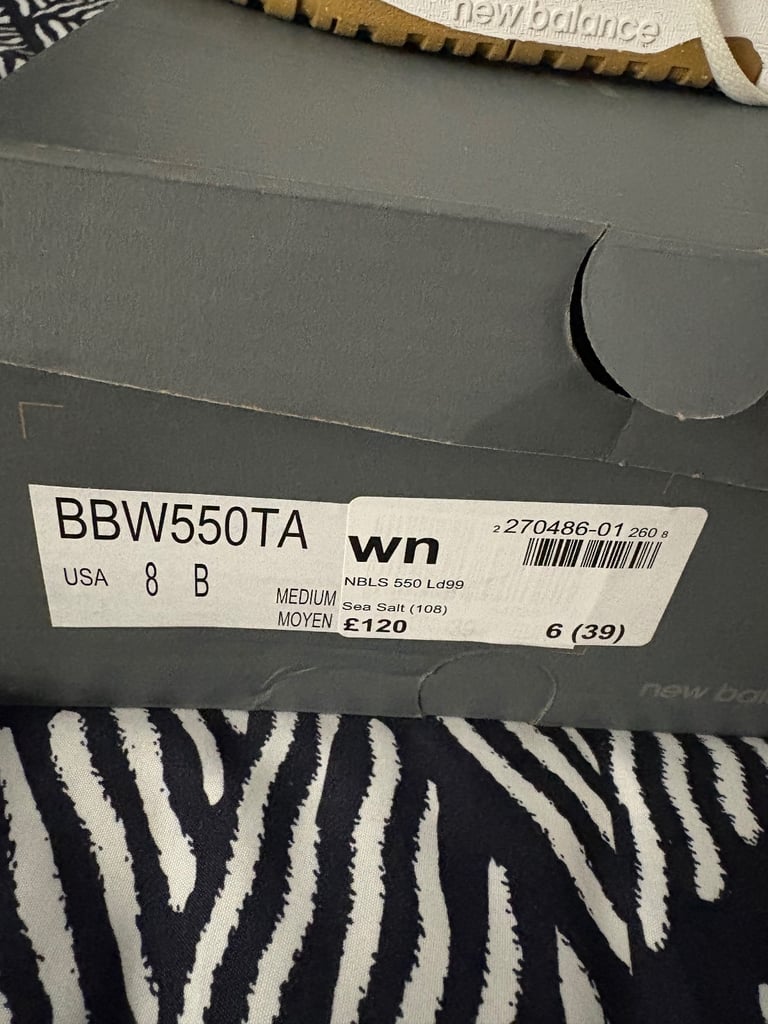 new balance
BBW550TA
USA 8 B
MEDIUM
MOYEN
wn
2 270486-01 260 8
NBLS 550 Ld99
Sea Salt (108)
£120
6 (39)
new bal